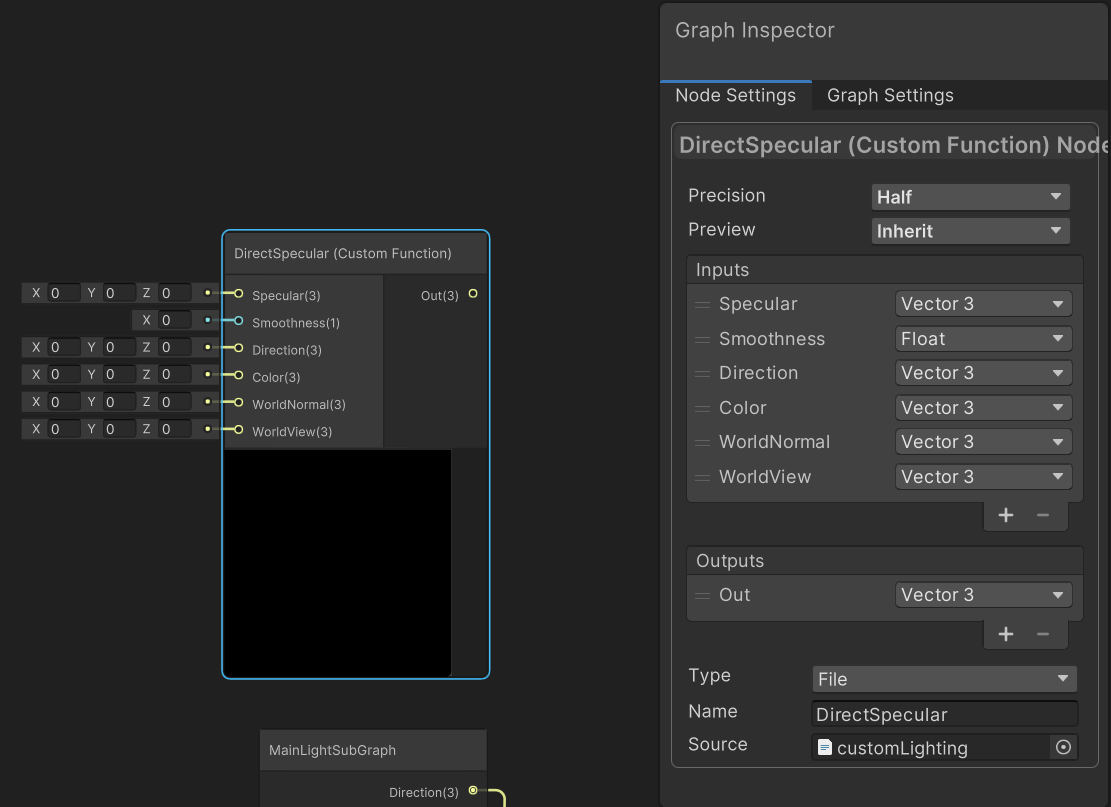 Graph Inspector
Node Settings Graph Settings
DirectSpecular (Custom Function) Node
Precision Half
Preview Inherit
Inputs
Specular Vector 3
Smoothness Float
Direction Vector 3
Color Vector 3
WorldNormal Vector 3
WorldView Vector 3
+ −
Outputs
Out Vector 3
+ −
Type File
Name DirectSpecular
Source customLighting
DirectSpecular (Custom Function)
X 0 Y 0 Z 0 Specular(3) Out(3)
X 0 Smoothness(1)
X 0 Y 0 Z 0 Direction(3)
X 0 Y 0 Z 0 Color(3)
X 0 Y 0 Z 0 WorldNormal(3)
X 0 Y 0 Z 0 WorldView(3)
MainLightSubGraph
Direction(3)